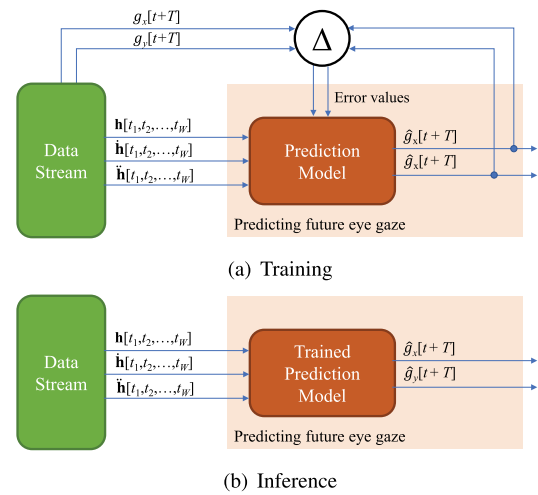 g_x[t+T]
g_y[t+T]
Δ
Error values
Data
Stream
h[t_1,t_2,…,t_W]
ḣ[t_1,t_2,…,t_W]
ḧ[t_1,t_2,…,t_W]
Prediction
Model
ĝ_x[t + T]
ĝ_x[t + T]
Predicting future eye gaze
(a) Training
Data
Stream
h[t_1,t_2,…,t_W]
ḣ[t_1,t_2,…,t_W]
ḧ[t_1,t_2,…,t_W]
Trained
Prediction
Model
ĝ_x[t + T]
ĝ_y[t + T]
Predicting future eye gaze
(b) Inference